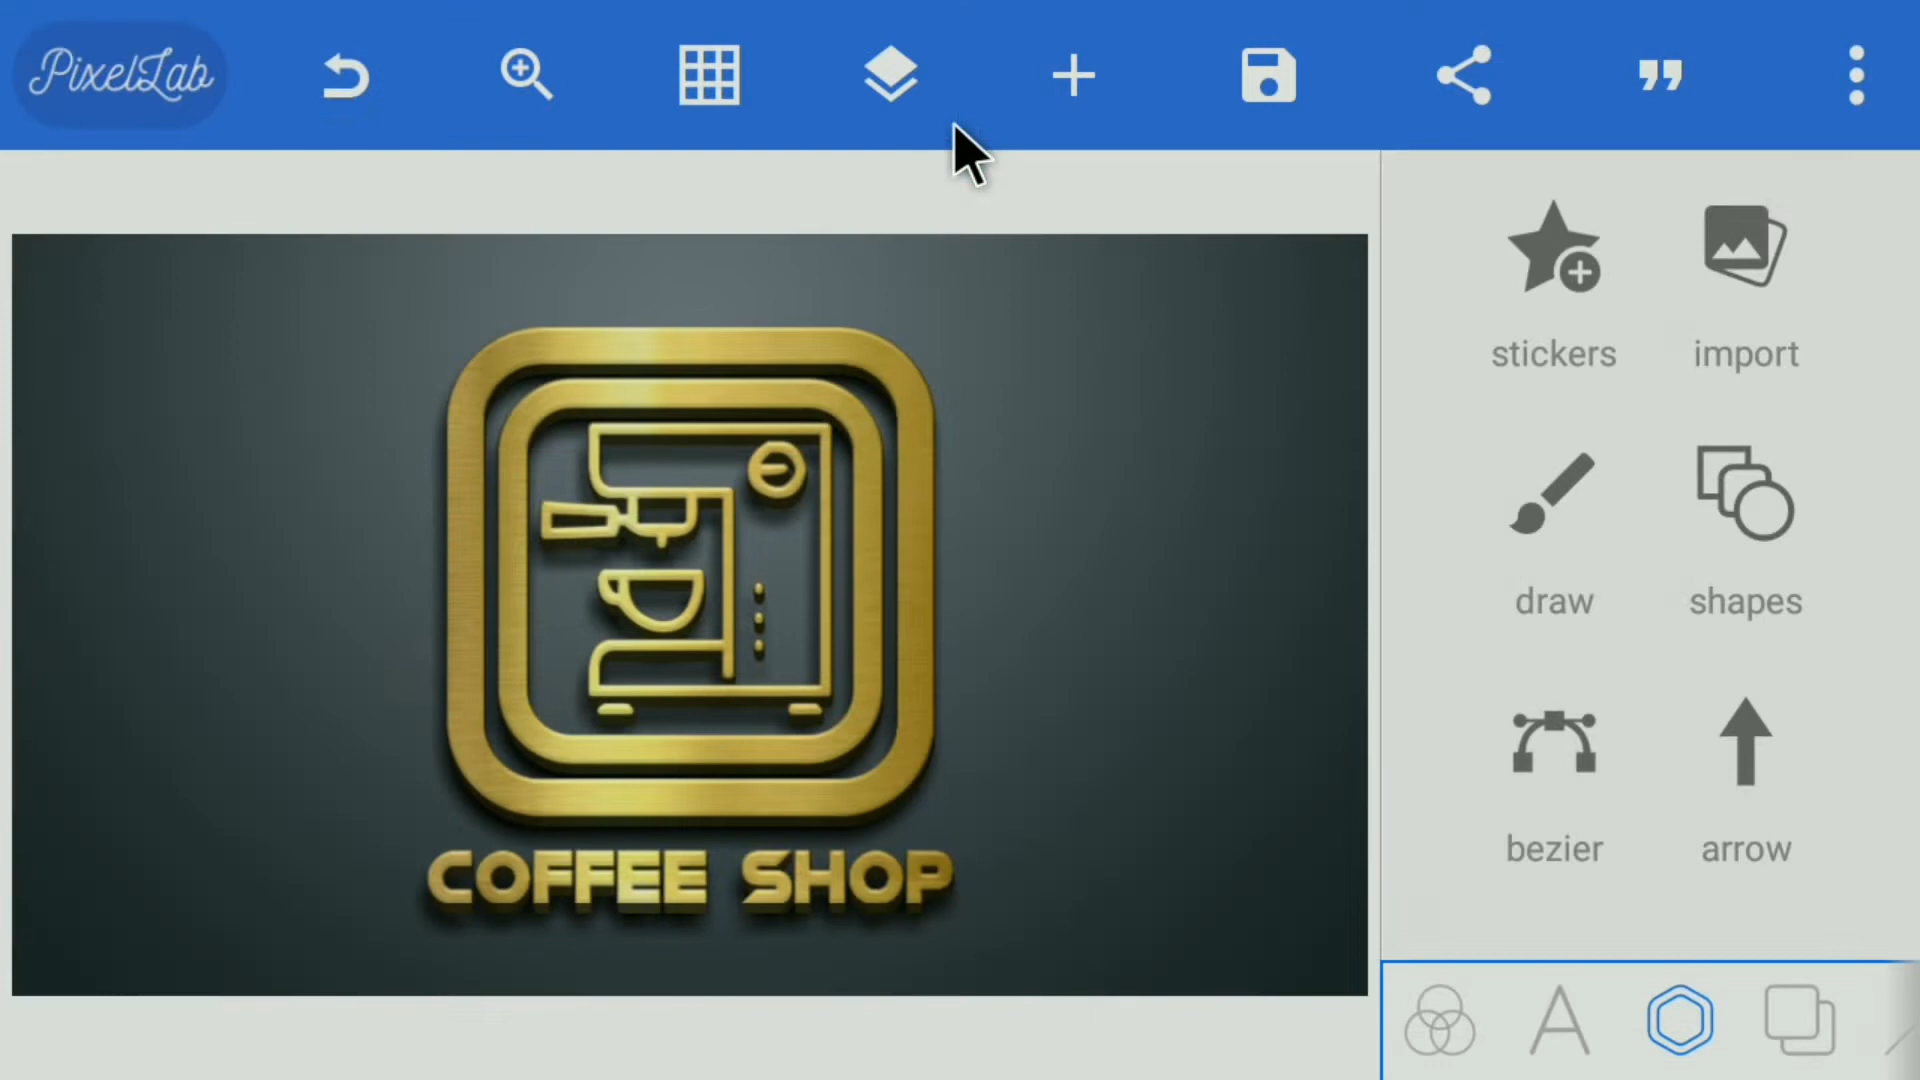 PixelLab
stickers
import
draw
shapes
bezier
arrow
COFFEE SHOP